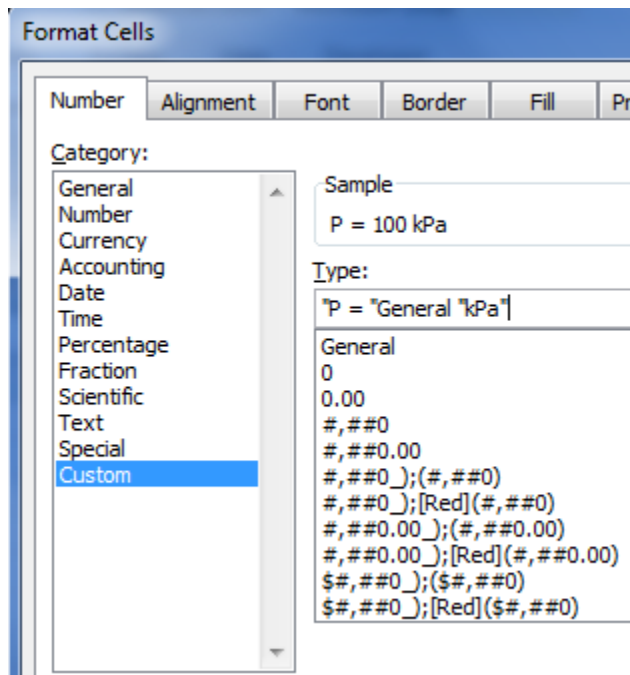 Format Cells
Number Alignment Font Border Fill Pr
Category:
General
Number
Currency
Accounting
Date
Time
Percentage
Fraction
Scientific
Text
Special
Custom
Sample
P = 100 kPa
Type:
"P = "General "kPa"
General
0
0.00
#,##0
#,##0.00
#,##0_);(#,##0)
#,##0_);[Red](#,##0)
#,##0.00_);(#,##0.00)
#,##0.00_);[Red](#,##0.00)
$#,##0_);($#,##0)
$#,##0_);[Red]($#,##0)